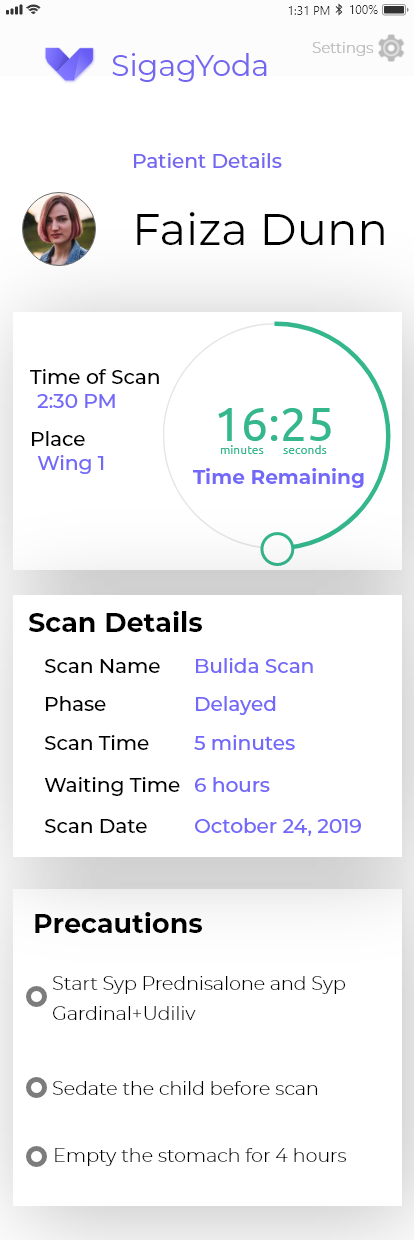 1:31 PM 100%
Settings
SigagYoda
Patient Details
Faiza Dunn
Time of Scan
2:30 PM
Place
Wing 1
16:25
minutes seconds
Time Remaining
Scan Details
Scan Name Bulida Scan
Phase Delayed
Scan Time 5 minutes
Waiting Time 6 hours
Scan Date October 24, 2019
Precautions
Start Syp Prednisalone and Syp
Gardinal+Udiliv
Sedate the child before scan
Empty the stomach for 4 hours